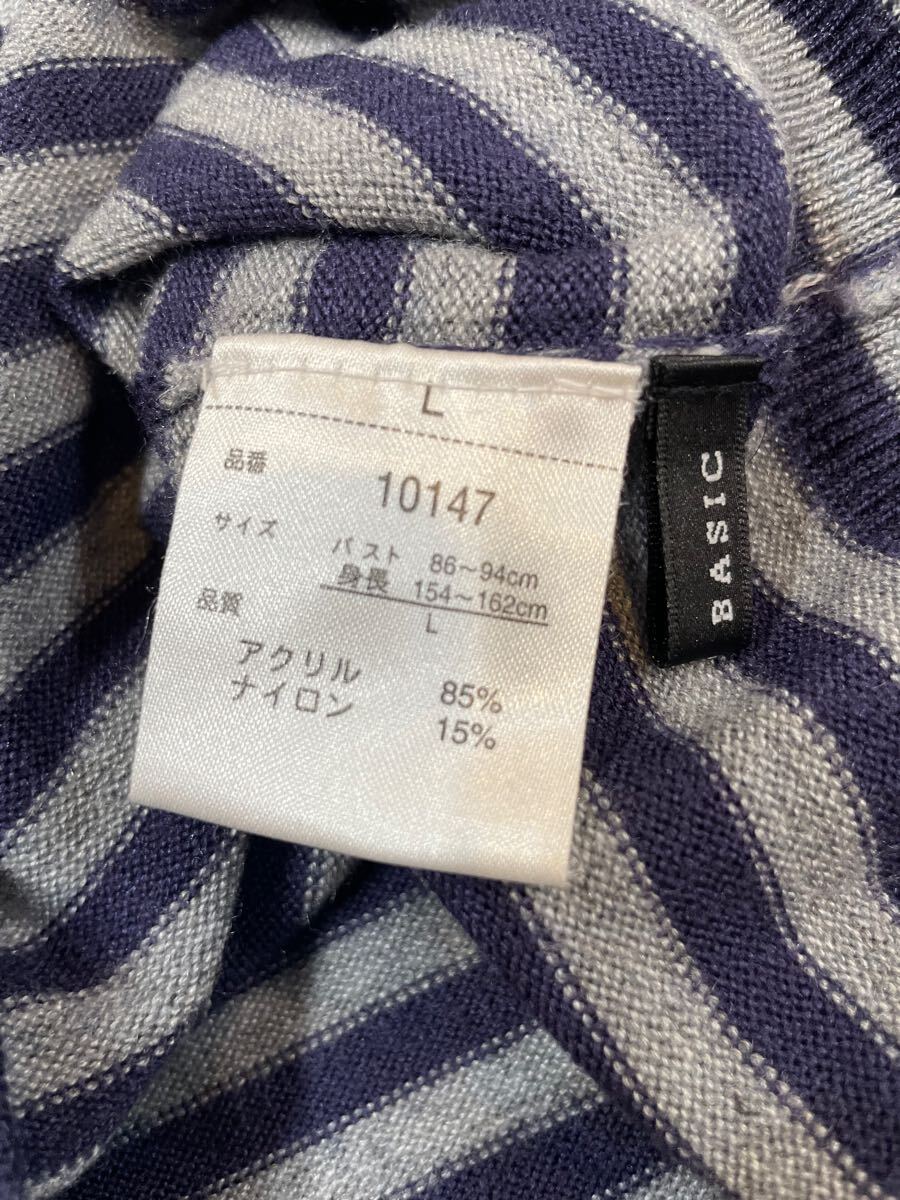 L
品番 10147
サイズ
バスト 86〜94cm
身長 154〜162cm
L
品質
アクリル 85%
ナイロン 15%
BASIC